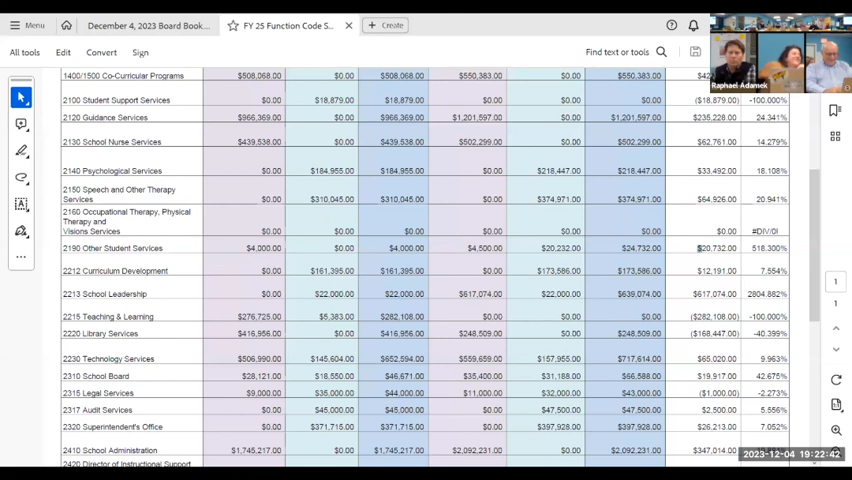 Menu
December 4, 2023 Board Book...
FY 25 Function Code S...
Create
All tools Edit Convert Sign
Find text or tools
Raphael Adamek
1400/1500 Co-Curricular Programs $508,068.00 $0.00 $508,068.00 $550,383.00 $0.00 $550,383.00
2100 Student Support Services $0.00 $18,879.00 $18,879.00 $0.00 $0.00 $0.00 ($18,879.00) -100.000%
2120 Guidance Services $966,369.00 $0.00 $966,369.00 $1,201,597.00 $0.00 $1,201,597.00 $235,228.00 24.341%
2130 School Nurse Services $439,538.00 $0.00 $439,538.00 $502,299.00 $0.00 $502,299.00 $62,761.00 14.279%
2140 Psychological Services $0.00 $184,955.00 $184,955.00 $0.00 $218,447.00 $218,447.00 $33,492.00 18.108%
2150 Speech and Other Therapy
Services $0.00 $310,045.00 $310,045.00 $0.00 $374,971.00 $374,971.00 $64,926.00 20.941%
2160 Occupational Therapy, Physical
Therapy and
Visions Services $0.00 $0.00 $0.00 $0.00 $0.00 $0.00 $0.00 #DIV/0!
2190 Other Student Services $4,000.00 $0.00 $4,000.00 $4,500.00 $20,232.00 $24,732.00 $20,732.00 518.300%
2212 Curriculum Development $0.00 $161,395.00 $161,395.00 $0.00 $173,586.00 $173,586.00 $12,191.00 7.554%
2213 School Leadership $0.00 $22,000.00 $22,000.00 $617,074.00 $22,000.00 $639,074.00 $617,074.00 2804.882%
2215 Teaching & Learning $276,725.00 $5,383.00 $282,108.00 $0.00 $0.00 $0.00 ($282,108.00) -100.000%
2220 Library Services $416,956.00 $0.00 $416,956.00 $248,509.00 $0.00 $248,509.00 ($168,447.00) -40.399%
2230 Technology Services $506,990.00 $145,604.00 $652,594.00 $559,659.00 $157,955.00 $717,614.00 $65,020.00 9.963%
2310 School Board $28,121.00 $18,550.00 $46,671.00 $35,400.00 $31,188.00 $66,588.00 $19,917.00 42.675%
2315 Legal Services $9,000.00 $35,000.00 $44,000.00 $11,000.00 $32,000.00 $43,000.00 ($1,000.00) -2.273%
2317 Audit Services $0.00 $45,000.00 $45,000.00 $0.00 $47,500.00 $47,500.00 $2,500.00 5.556%
2320 Superintendent's Office $0.00 $371,715.00 $371,715.00 $0.00 $397,928.00 $397,928.00 $26,213.00 7.052%
2410 School Administration $1,745,217.00 $0.00 $1,745,217.00 $2,092,231.00 $0.00 $2,092,231.00 $347,014.00
2420 Director of Instructional Support
1
1
2023-12-04 19:22:42